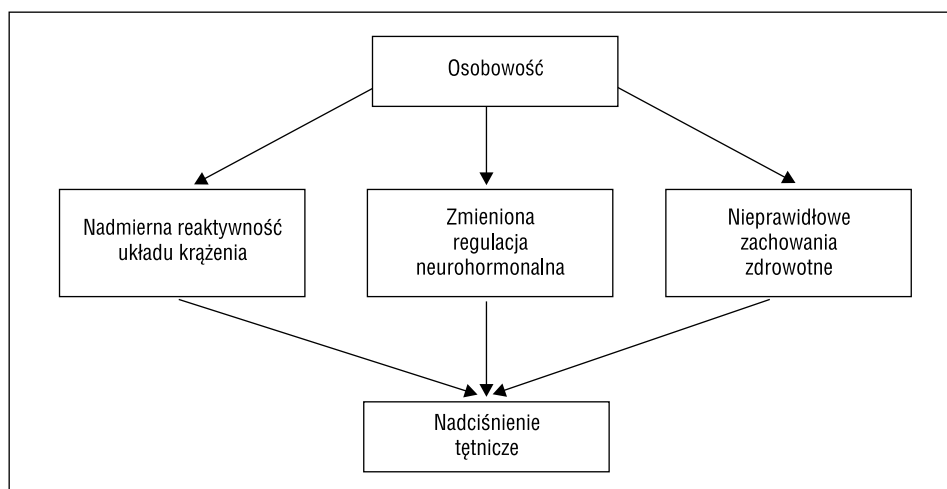 Osobowość
Nadmierna reaktywność
układu krążenia
Zmieniona
regulacja
neurohormonalna
Nieprawidłowe
zachowania
zdrowotne
Nadciśnienie
tętnicze